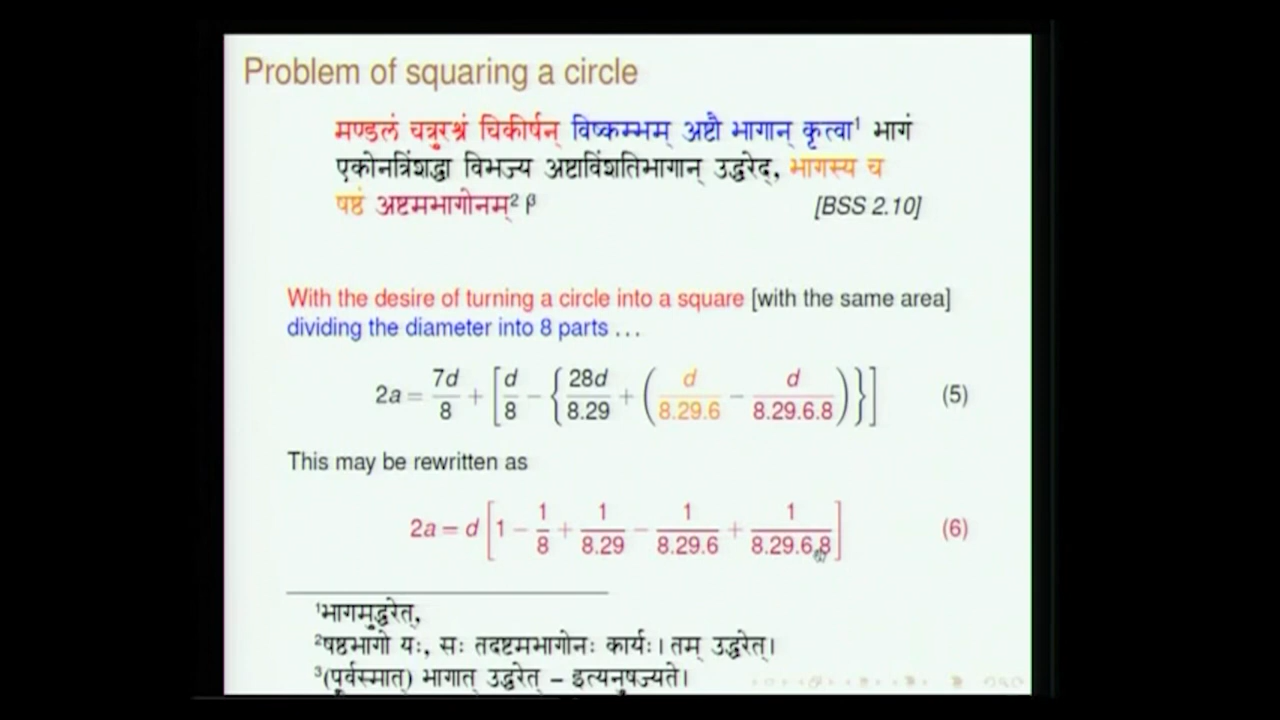 Problem of squaring a circle
मण्डलं चतुरश्रं चिकीर्षन् विष्कम्भम् अष्टौ भागान् कृत्वा¹ भागं
एकोनत्रिंशद्धा विभज्य अष्टाविंशतिभागान् उद्धरेद्, भागस्य च
षष्ठं अष्टमभागोनम्² ।³ [BSS 2.10]
With the desire of turning a circle into a square [with the same area]
dividing the diameter into 8 parts ...
2a = 7d/8 + [d/8 − {28d/8.29 + (d/8.29.6 − d/8.29.6.8)}] (5)
This may be rewritten as
2a = d [1 − 1/8 + 1/8.29 − 1/8.29.6 + 1/8.29.6.8] (6)
¹भागमुद्धरेत्,
²षष्ठभागो यः, सः तदष्टमभागोनः कार्यः। तम् उद्धरेत्।
³(पूर्वस्मात्) भागात् उद्धरेत् – इत्यनुषज्यते।